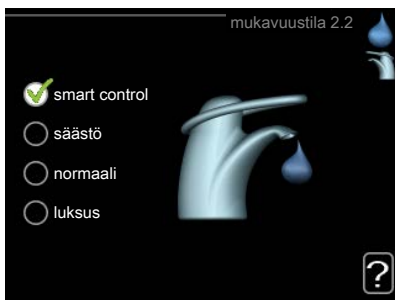 mukavuustila 2.2
smart control
säästö
normaali
luksus
?